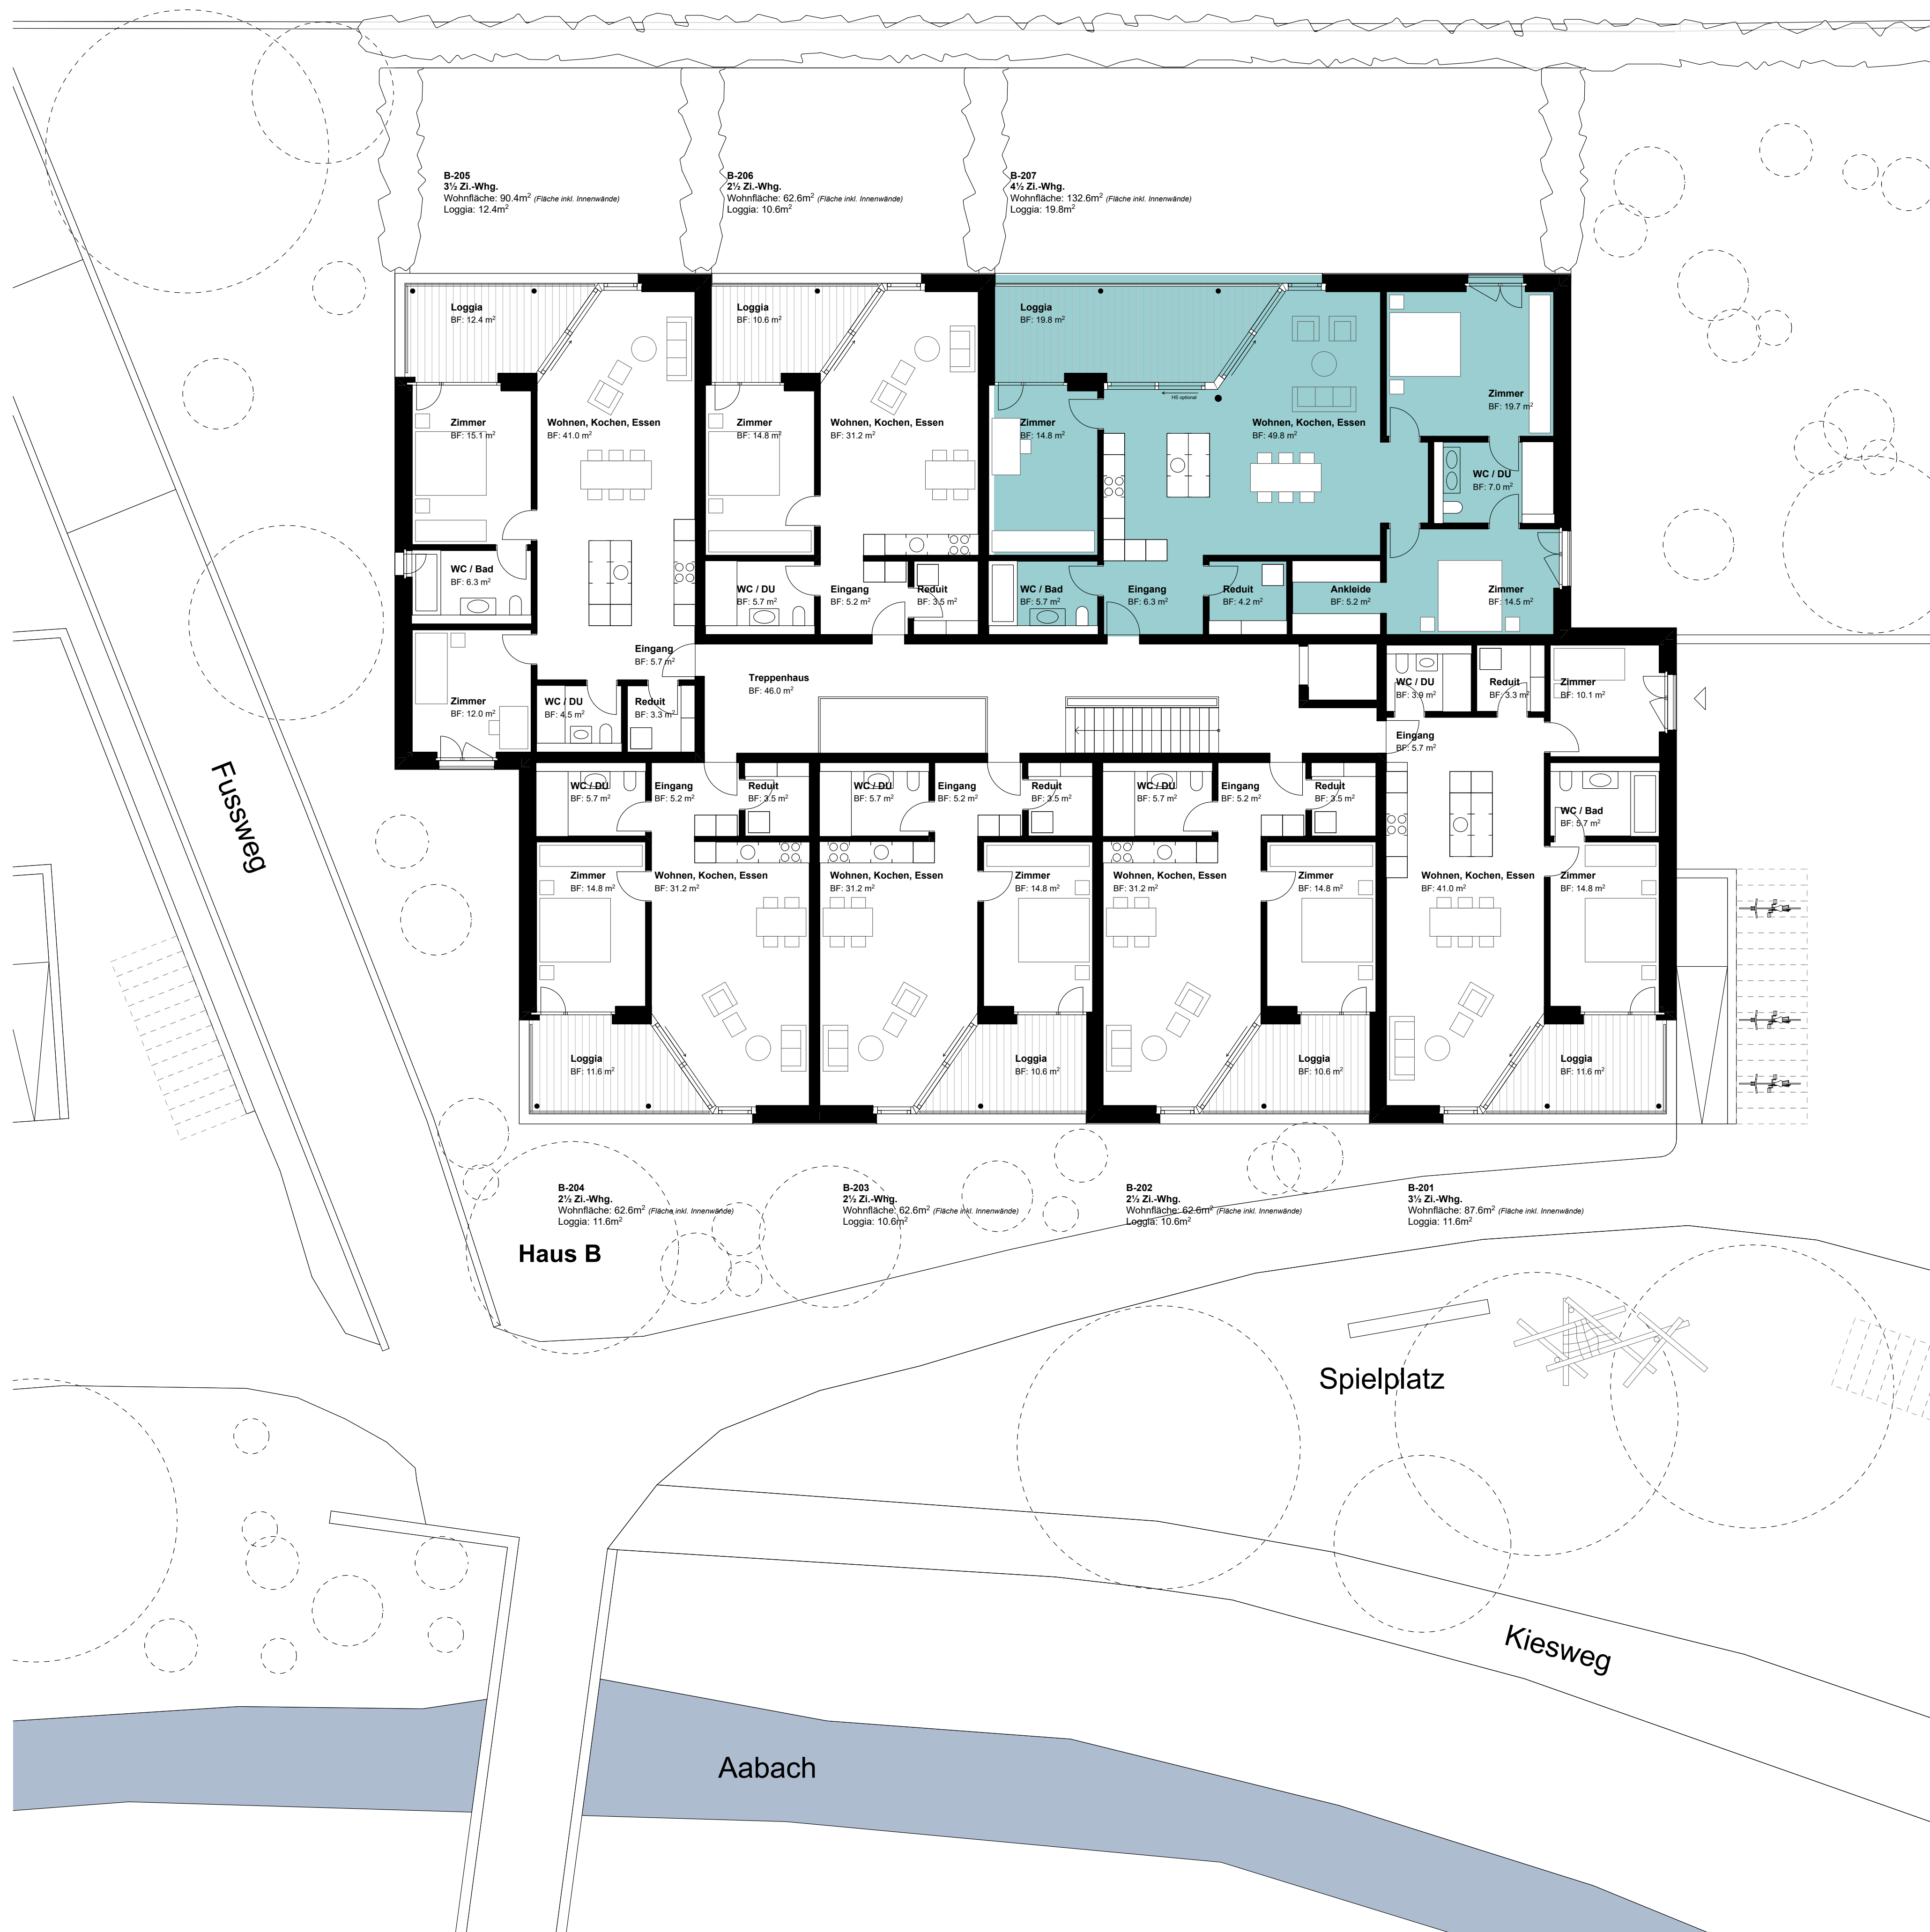 B-205
3½ Zi.-Whg.
Wohnfläche: 90.4m² (Fläche inkl. Innenwände)
Loggia: 12.4m²
B-206
2½ Zi.-Whg.
Wohnfläche: 62.6m² (Fläche inkl. Innenwände)
Loggia: 10.6m²
B-207
4½ Zi.-Whg.
Wohnfläche: 132.6m² (Fläche inkl. Innenwände)
Loggia: 19.8m²
Loggia
BF: 12.4 m²
Loggia
BF: 10.6 m²
Loggia
BF: 19.8 m²
HS optional
Zimmer
BF: 19.7 m²
Zimmer
BF: 15.1 m²
Wohnen, Kochen, Essen
BF: 41.0 m²
Zimmer
BF: 14.8 m²
Wohnen, Kochen, Essen
BF: 31.2 m²
Zimmer
BF: 14.8 m²
Wohnen, Kochen, Essen
BF: 49.8 m²
WC / DU
BF: 7.0 m²
WC / Bad
BF: 6.3 m²
WC / DU
BF: 5.7 m²
Eingang
BF: 5.2 m²
Reduit
BF: 3.5 m²
WC / Bad
BF: 5.7 m²
Eingang
BF: 6.3 m²
Reduit
BF: 4.2 m²
Ankleide
BF: 5.2 m²
Zimmer
BF: 14.5 m²
Eingang
BF: 5.7 m²
Treppenhaus
BF: 46.0 m²
WC / DU
BF: 3.9 m²
Reduit
BF: 3.3 m²
Zimmer
BF: 10.1 m²
Zimmer
BF: 12.0 m²
WC / DU
BF: 4.5 m²
Reduit
BF: 3.3 m²
Eingang
BF: 5.7 m²
WC / DU
BF: 5.7 m²
Eingang
BF: 5.2 m²
Reduit
BF: 3.5 m²
WC / DU
BF: 5.7 m²
Eingang
BF: 5.2 m²
Reduit
BF: 3.5 m²
WC / DU
BF: 5.7 m²
Eingang
BF: 5.2 m²
Reduit
BF: 3.5 m²
WC / Bad
BF: 5.7 m²
Fussweg
Zimmer
BF: 14.8 m²
Wohnen, Kochen, Essen
BF: 31.2 m²
Wohnen, Kochen, Essen
BF: 31.2 m²
Zimmer
BF: 14.8 m²
Wohnen, Kochen, Essen
BF: 31.2 m²
Zimmer
BF: 14.8 m²
Wohnen, Kochen, Essen
BF: 41.0 m²
Zimmer
BF: 14.8 m²
Loggia
BF: 11.6 m²
Loggia
BF: 10.6 m²
Loggia
BF: 10.6 m²
Loggia
BF: 11.6 m²
B-204
2½ Zi.-Whg.
Wohnfläche: 62.6m² (Fläche inkl. Innenwände)
Loggia: 11.6m²
B-203
2½ Zi.-Whg.
Wohnfläche: 62.6m² (Fläche inkl. Innenwände)
Loggia: 10.6m²
B-202
2½ Zi.-Whg.
Wohnfläche: 62.6m² (Fläche inkl. Innenwände)
Loggia: 10.6m²
B-201
3½ Zi.-Whg.
Wohnfläche: 87.6m² (Fläche inkl. Innenwände)
Loggia: 11.6m²
Haus B
Spielplatz
Kiesweg
Aabach